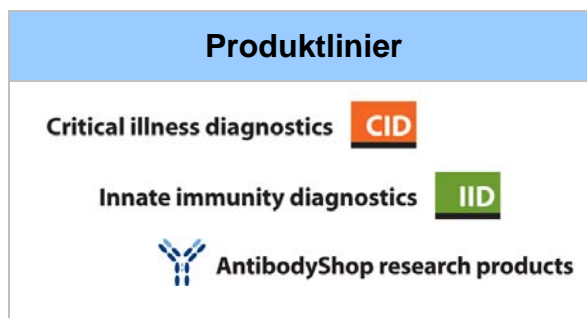 Produktlinier
Critical illness diagnostics CID
Innate immunity diagnostics IID
AntibodyShop research products